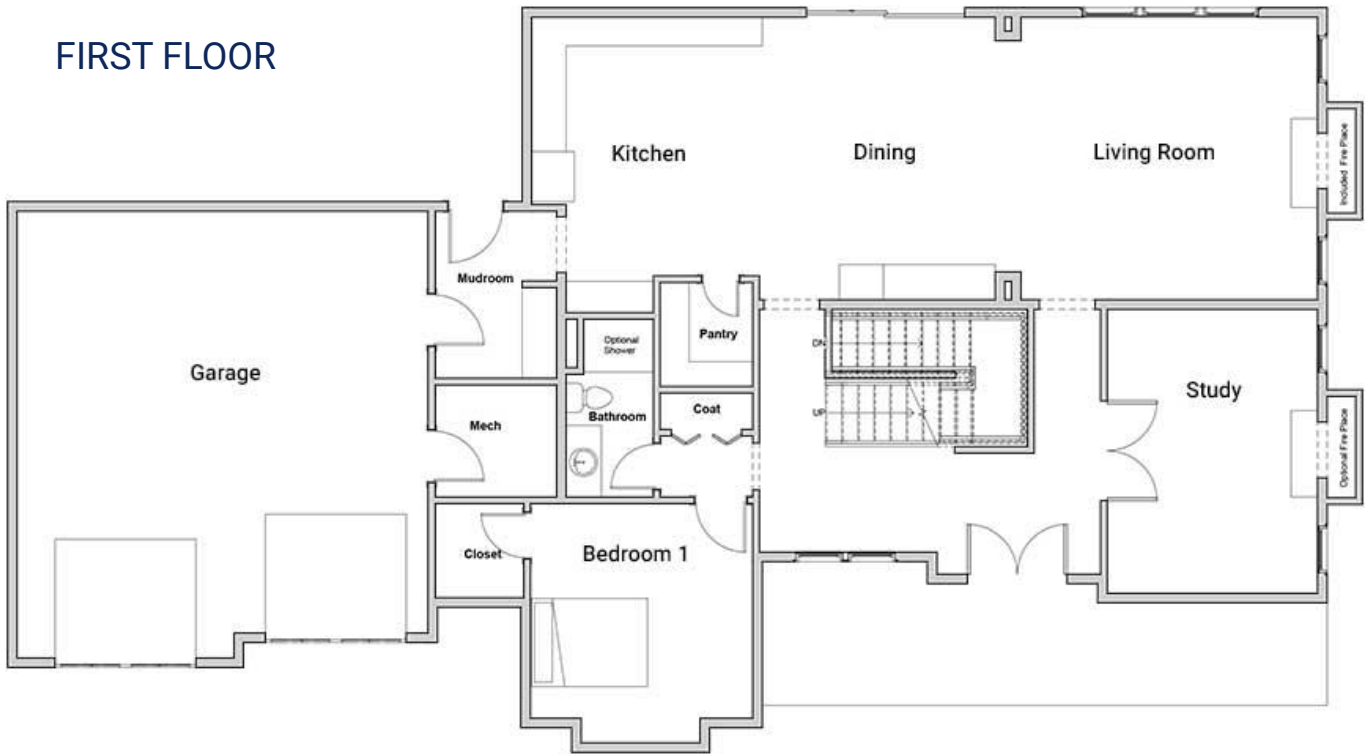 FIRST FLOOR
Kitchen
Dining
Living Room
Included Fire Place
Mudroom
Pantry
Optional
Shower
DN
Garage
Study
Bathroom
Coat
UP
Mech
Optional Fire Place
Closet
Bedroom 1